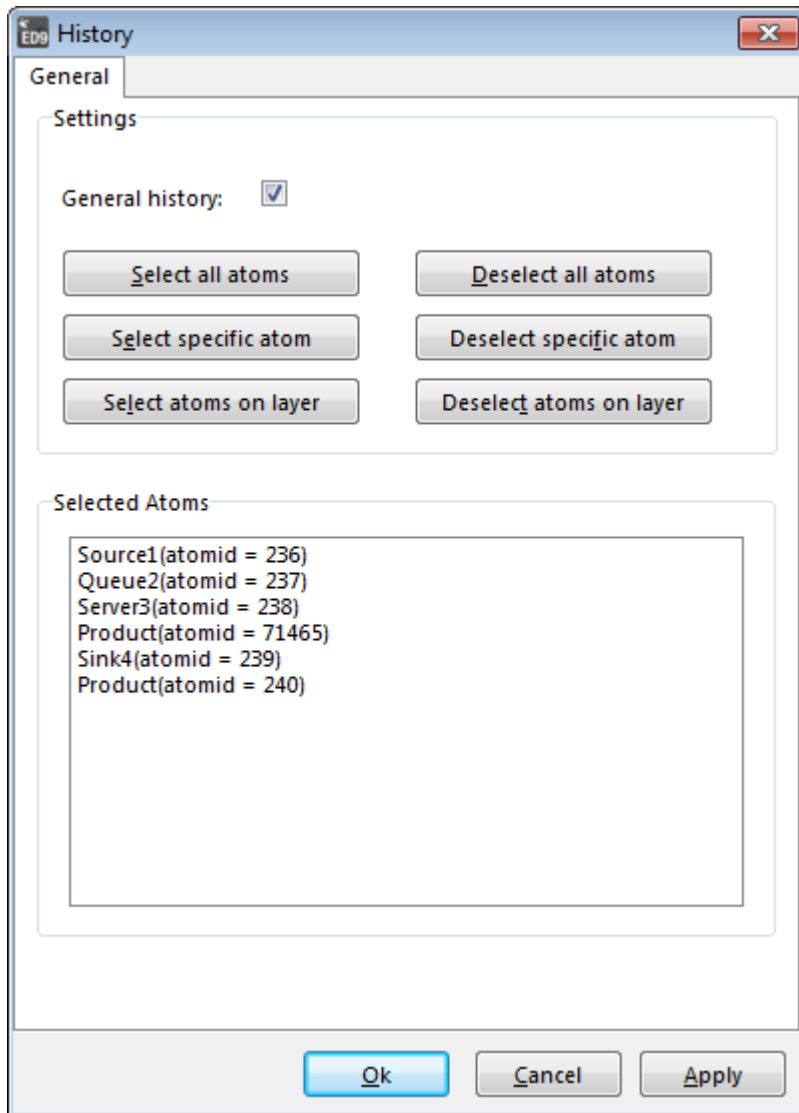 ED9 History
General
Settings
General history:
Select all atoms
Deselect all atoms
Select specific atom
Deselect specific atom
Select atoms on layer
Deselect atoms on layer
Selected Atoms
Source1(atomid = 236)
Queue2(atomid = 237)
Server3(atomid = 238)
Product(atomid = 71465)
Sink4(atomid = 239)
Product(atomid = 240)
Ok
Cancel
Apply